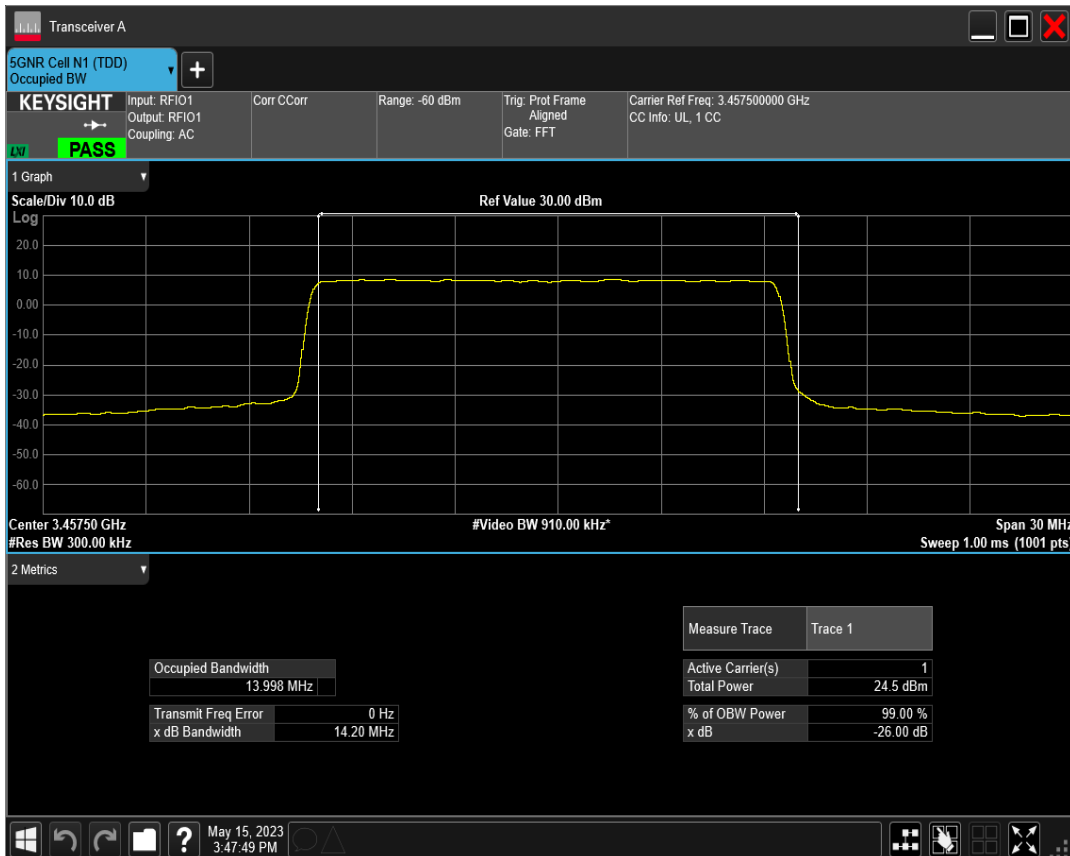 Transceiver A
5GNR Cell N1 (TDD)
Occupied BW
+
KEYSIGHT
LXI
PASS
Input: RFIO1
Output: RFIO1
Coupling: AC
Corr CCorr
Range: -60 dBm
Trig: Prot Frame
Aligned
Gate: FFT
Carrier Ref Freq: 3.457500000 GHz
CC Info: UL, 1 CC
1 Graph
Scale/Div 10.0 dB
Ref Value 30.00 dBm
Log
20.0
10.0
0.00
-10.0
-20.0
-30.0
-40.0
-50.0
-60.0
Center 3.45750 GHz
#Video BW 910.00 kHz*
Span 30 MHz
#Res BW 300.00 kHz
Sweep 1.00 ms (1001 pts)
2 Metrics
Measure Trace Trace 1
Occupied Bandwidth
13.998 MHz
Transmit Freq Error 0 Hz
x dB Bandwidth 14.20 MHz
Active Carrier(s) 1
Total Power 24.5 dBm
% of OBW Power 99.00 %
x dB -26.00 dB
?
May 15, 2023
3:47:49 PM